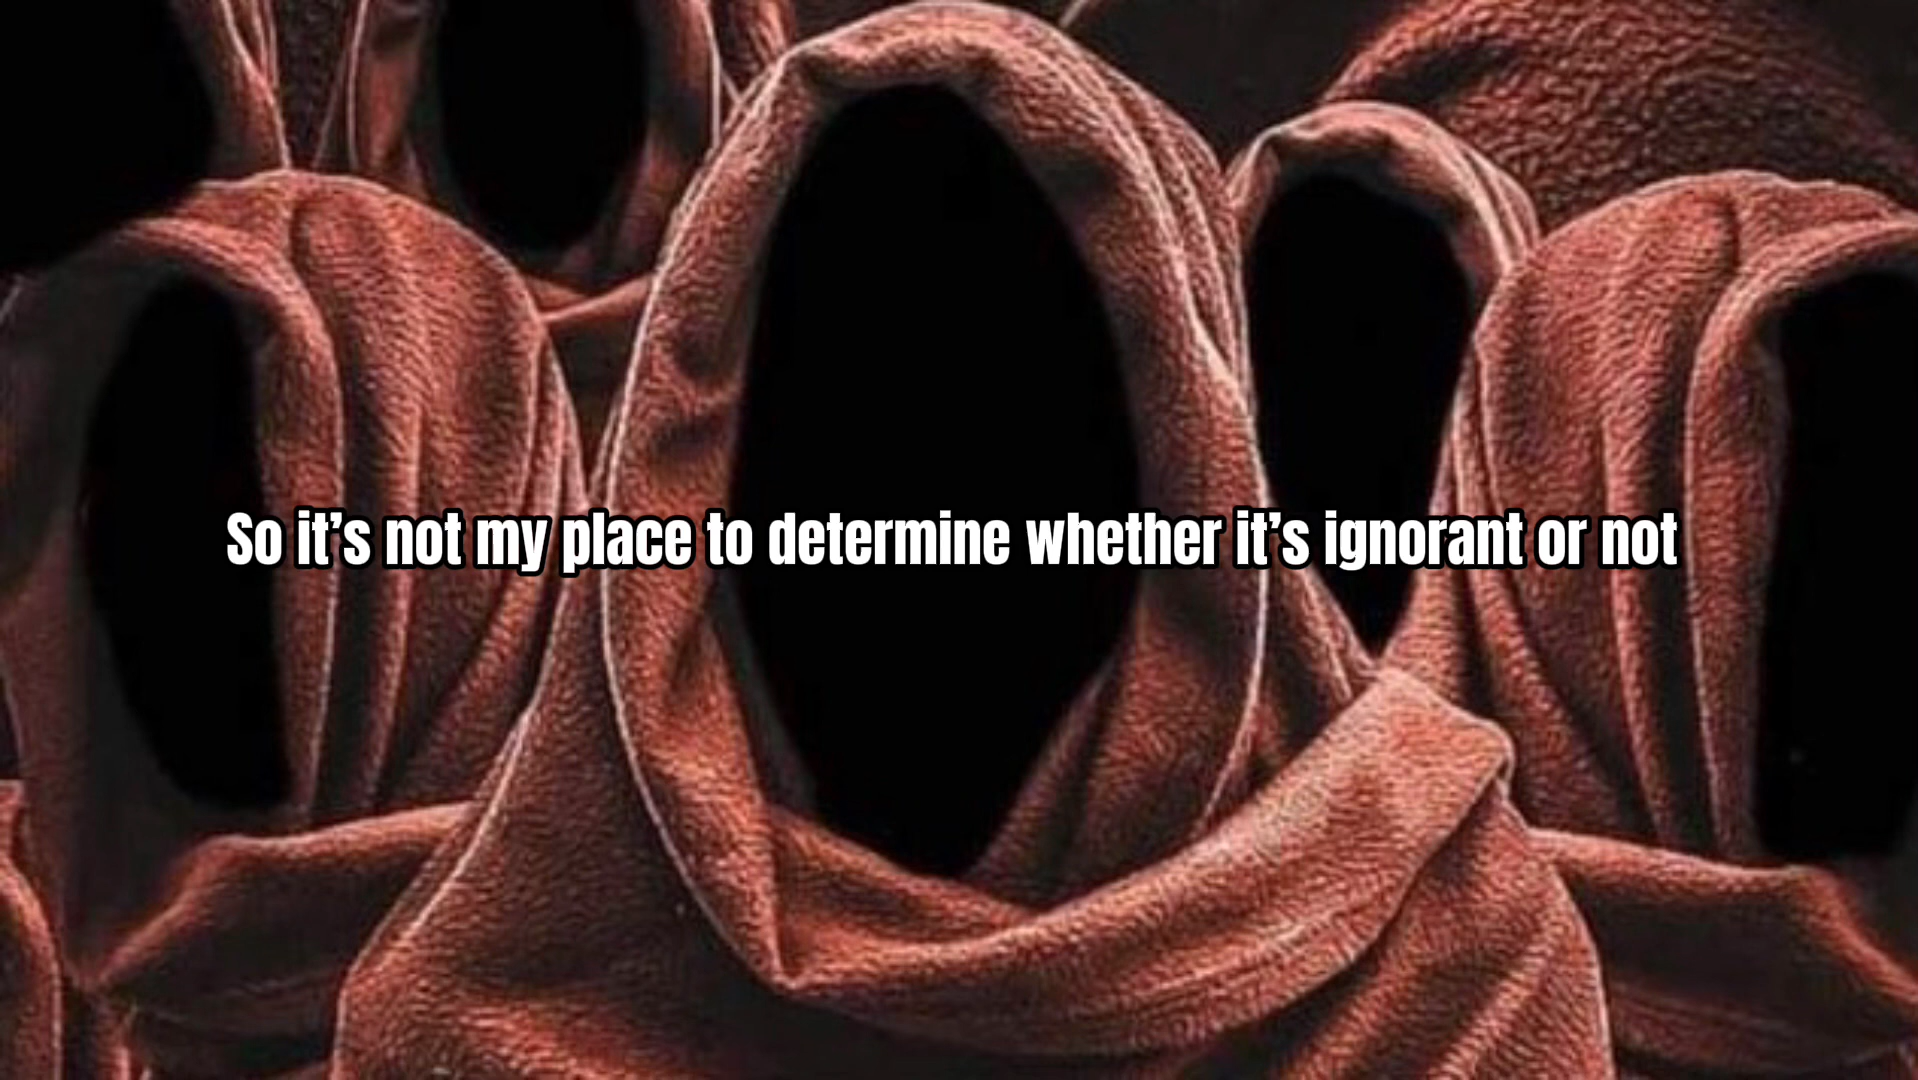 So it’s not my place to determine whether it’s ignorant or not